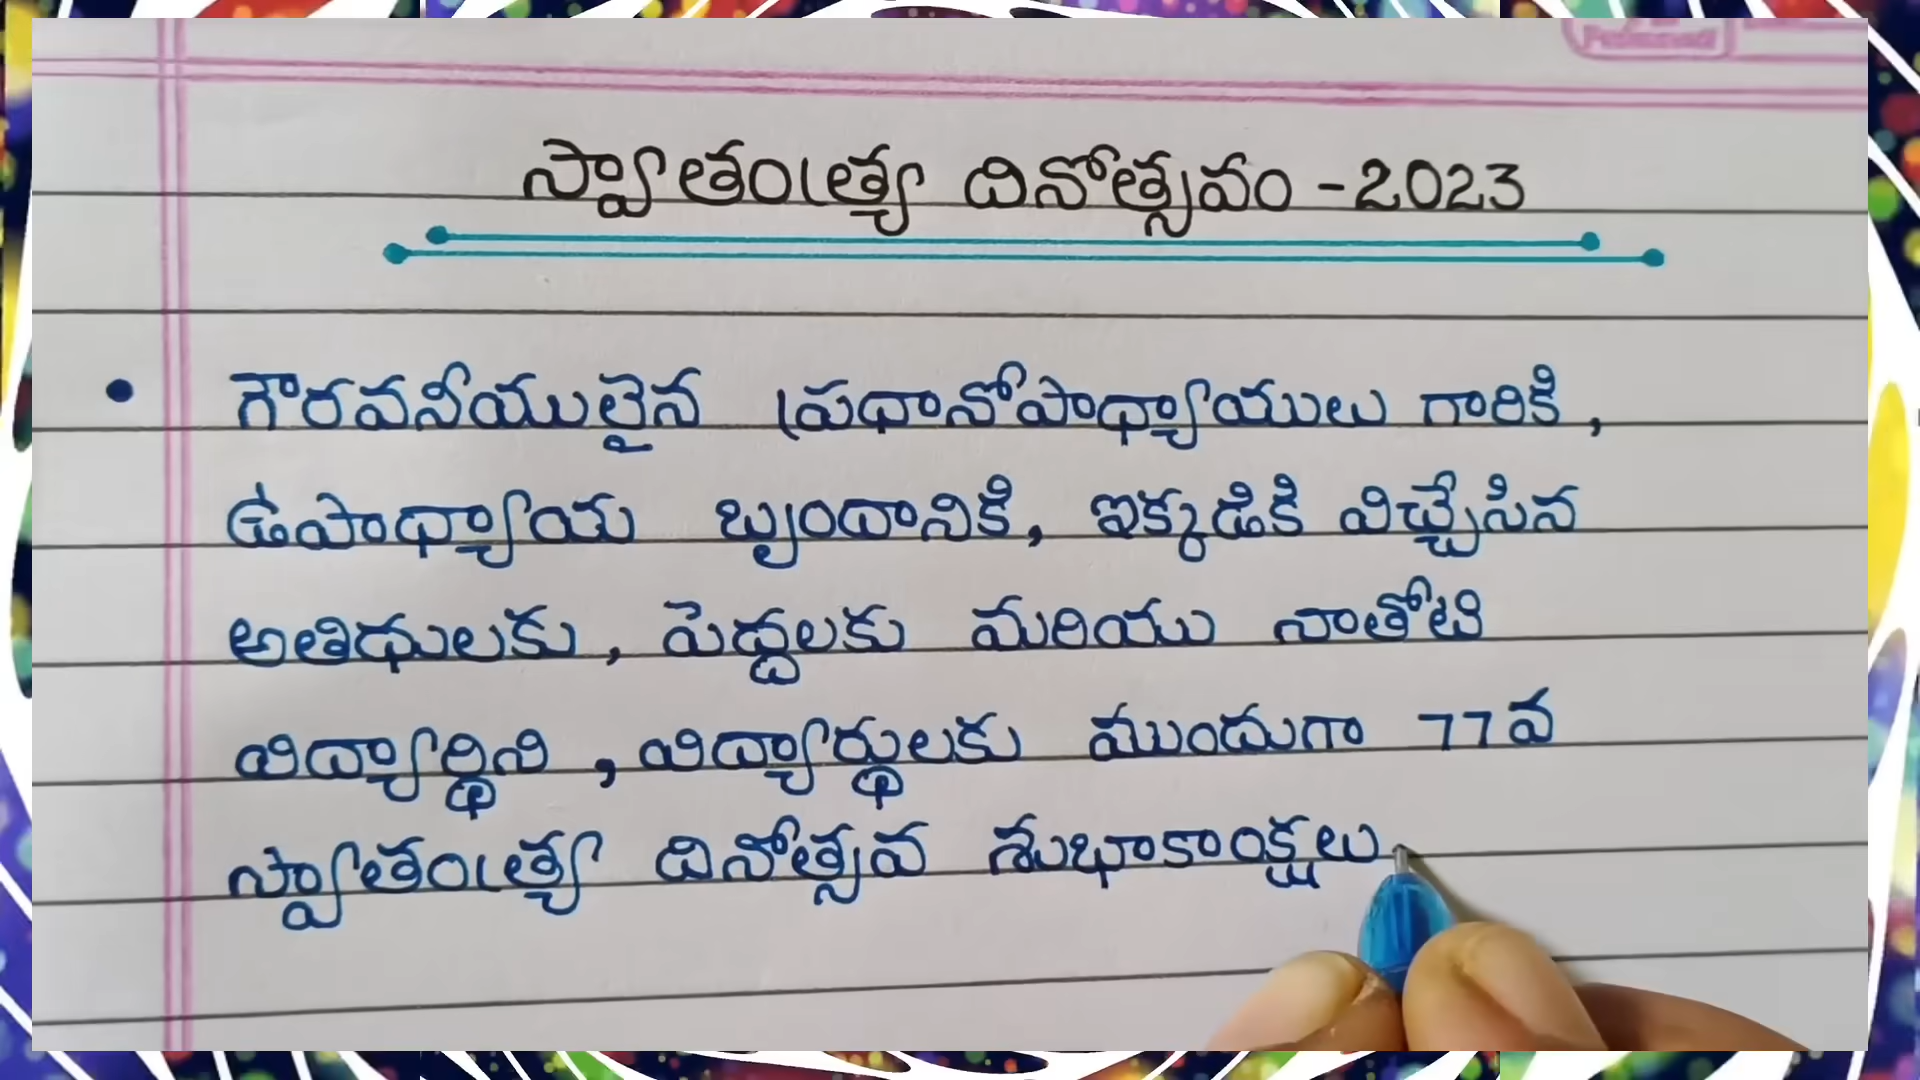 స్వాతంత్ర్య దినోత్సవం - 2023
• గౌరవనీయులైన ప్రధానోపాధ్యాయులు గారికి,
ఉపాధ్యాయ బృందానికి, ఇక్కడికి విచ్చేసిన
అతిథులకు, పెద్దలకు మరియు నాతోటి
విద్యార్థిని, విద్యార్థులకు ముందుగా 77వ
స్వాతంత్ర్య దినోత్సవ శుభాకాంక్షలు.